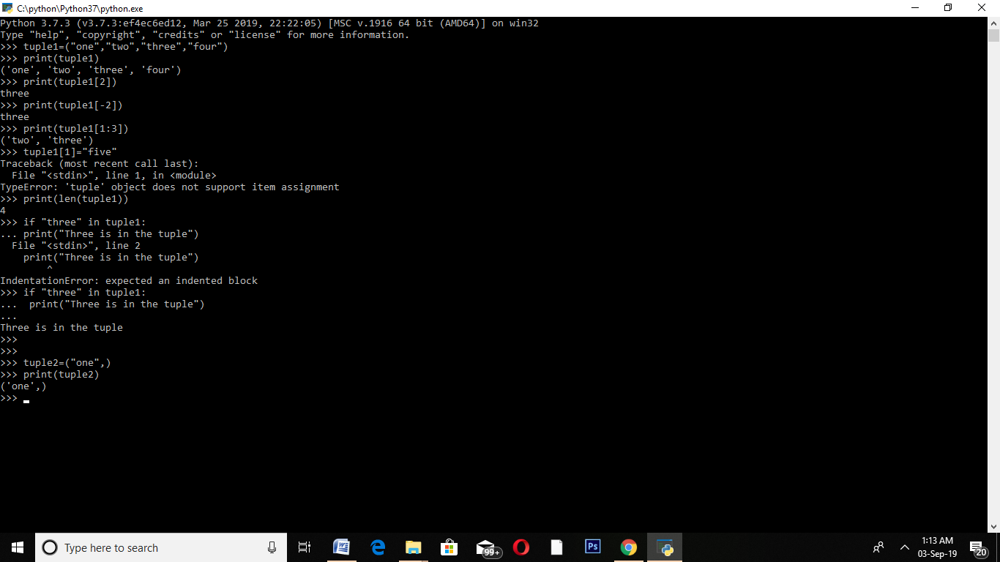 C:\python\Python37\python.exe
Python 3.7.3 (v3.7.3:ef4ec6ed12, Mar 25 2019, 22:22:05) [MSC v.1916 64 bit (AMD64)] on win32
Type "help", "copyright", "credits" or "license" for more information.
>>> tuple1=("one","two","three","four")
>>> print(tuple1)
('one', 'two', 'three', 'four')
>>> print(tuple1[2])
three
>>> print(tuple1[-2])
three
>>> print(tuple1[1:3])
('two', 'three')
>>> tuple1[1]="five"
Traceback (most recent call last):
  File "<stdin>", line 1, in <module>
TypeError: 'tuple' object does not support item assignment
>>> print(len(tuple1))
4
>>> if "three" in tuple1:
... print("Three is in the tuple")
  File "<stdin>", line 2
    print("Three is in the tuple")
        ^
IndentationError: expected an indented block
>>> if "three" in tuple1:
...  print("Three is in the tuple")
...
Three is in the tuple
>>>
>>>
>>> tuple2=("one",)
>>> print(tuple2)
('one',)
>>>
Type here to search
W
99+
Ps
1:13 AM
03-Sep-19
20